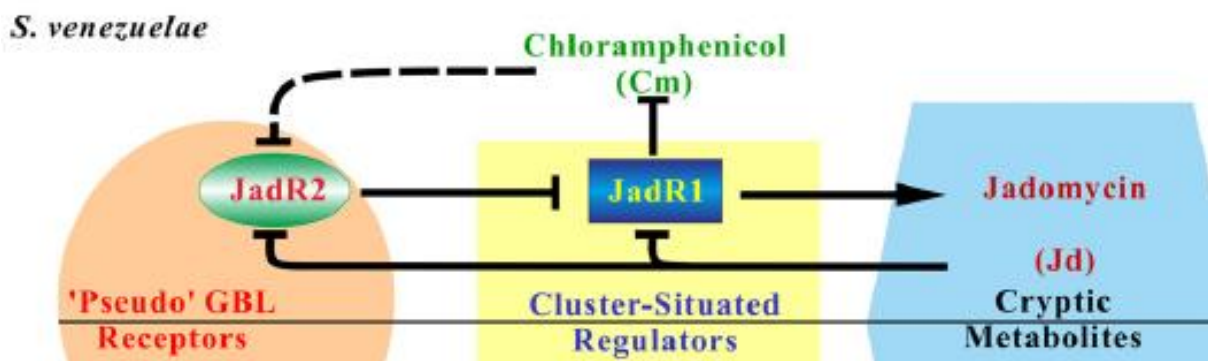 S. venezuelae
Chloramphenicol
(Cm)
JadR2
JadR1
Jadomycin
(Jd)
'Pseudo' GBL
Receptors
Cluster-Situated
Regulators
Cryptic
Metabolites